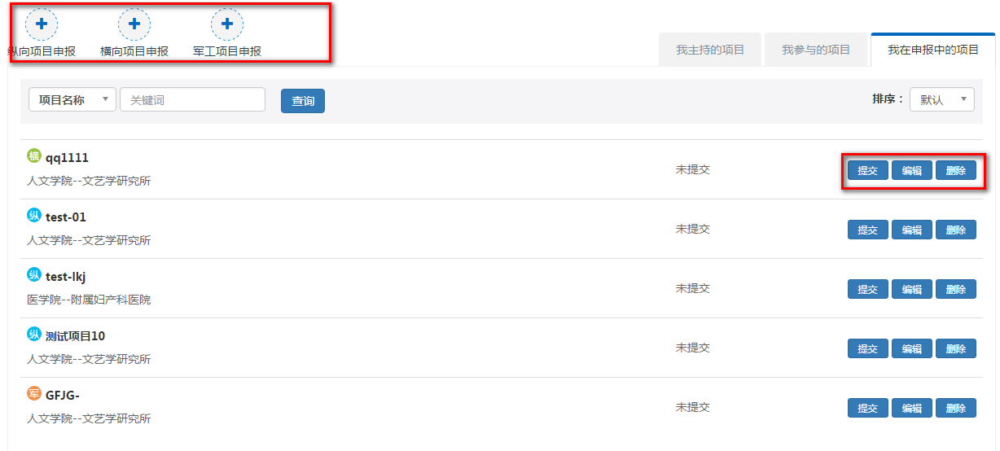 纵向项目申报 横向项目申报 军工项目申报
我主持的项目 我参与的项目 我在申报中的项目
项目名称 关键词 查询 排序： 默认
横 qq1111
人文学院--文艺学研究所
未提交 提交 编辑 删除
纵 test-01
人文学院--文艺学研究所
未提交 提交 编辑 删除
纵 test-lkj
医学院--附属妇产科医院
未提交 提交 编辑 删除
纵 测试项目10
人文学院--文艺学研究所
未提交 提交 编辑 删除
军 GFJG-
人文学院--文艺学研究所
未提交 提交 编辑 删除